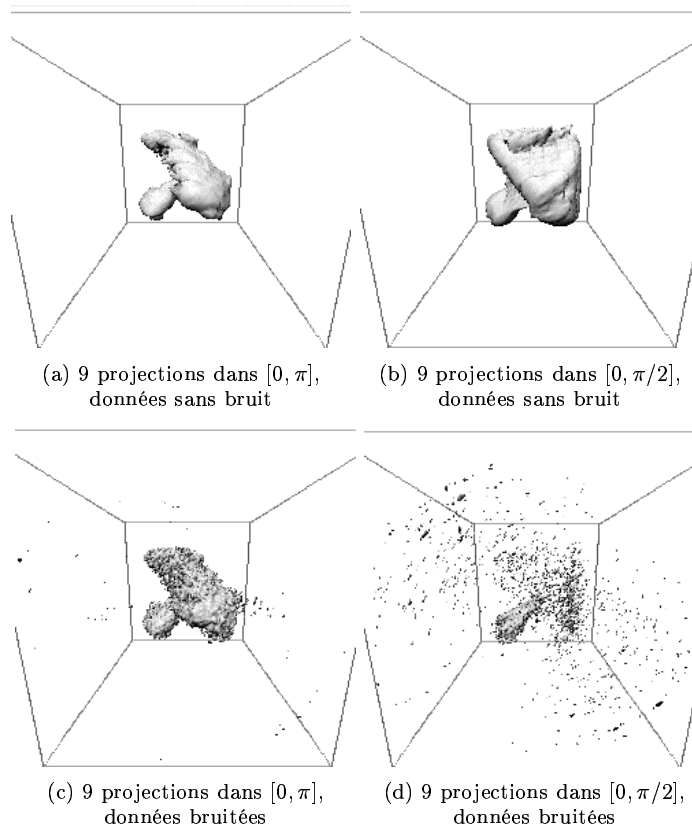 (a) 9 projections dans [0, π],
données sans bruit
(b) 9 projections dans [0, π/2],
données sans bruit
(c) 9 projections dans [0, π],
données bruitées
(d) 9 projections dans [0, π/2],
données bruitées